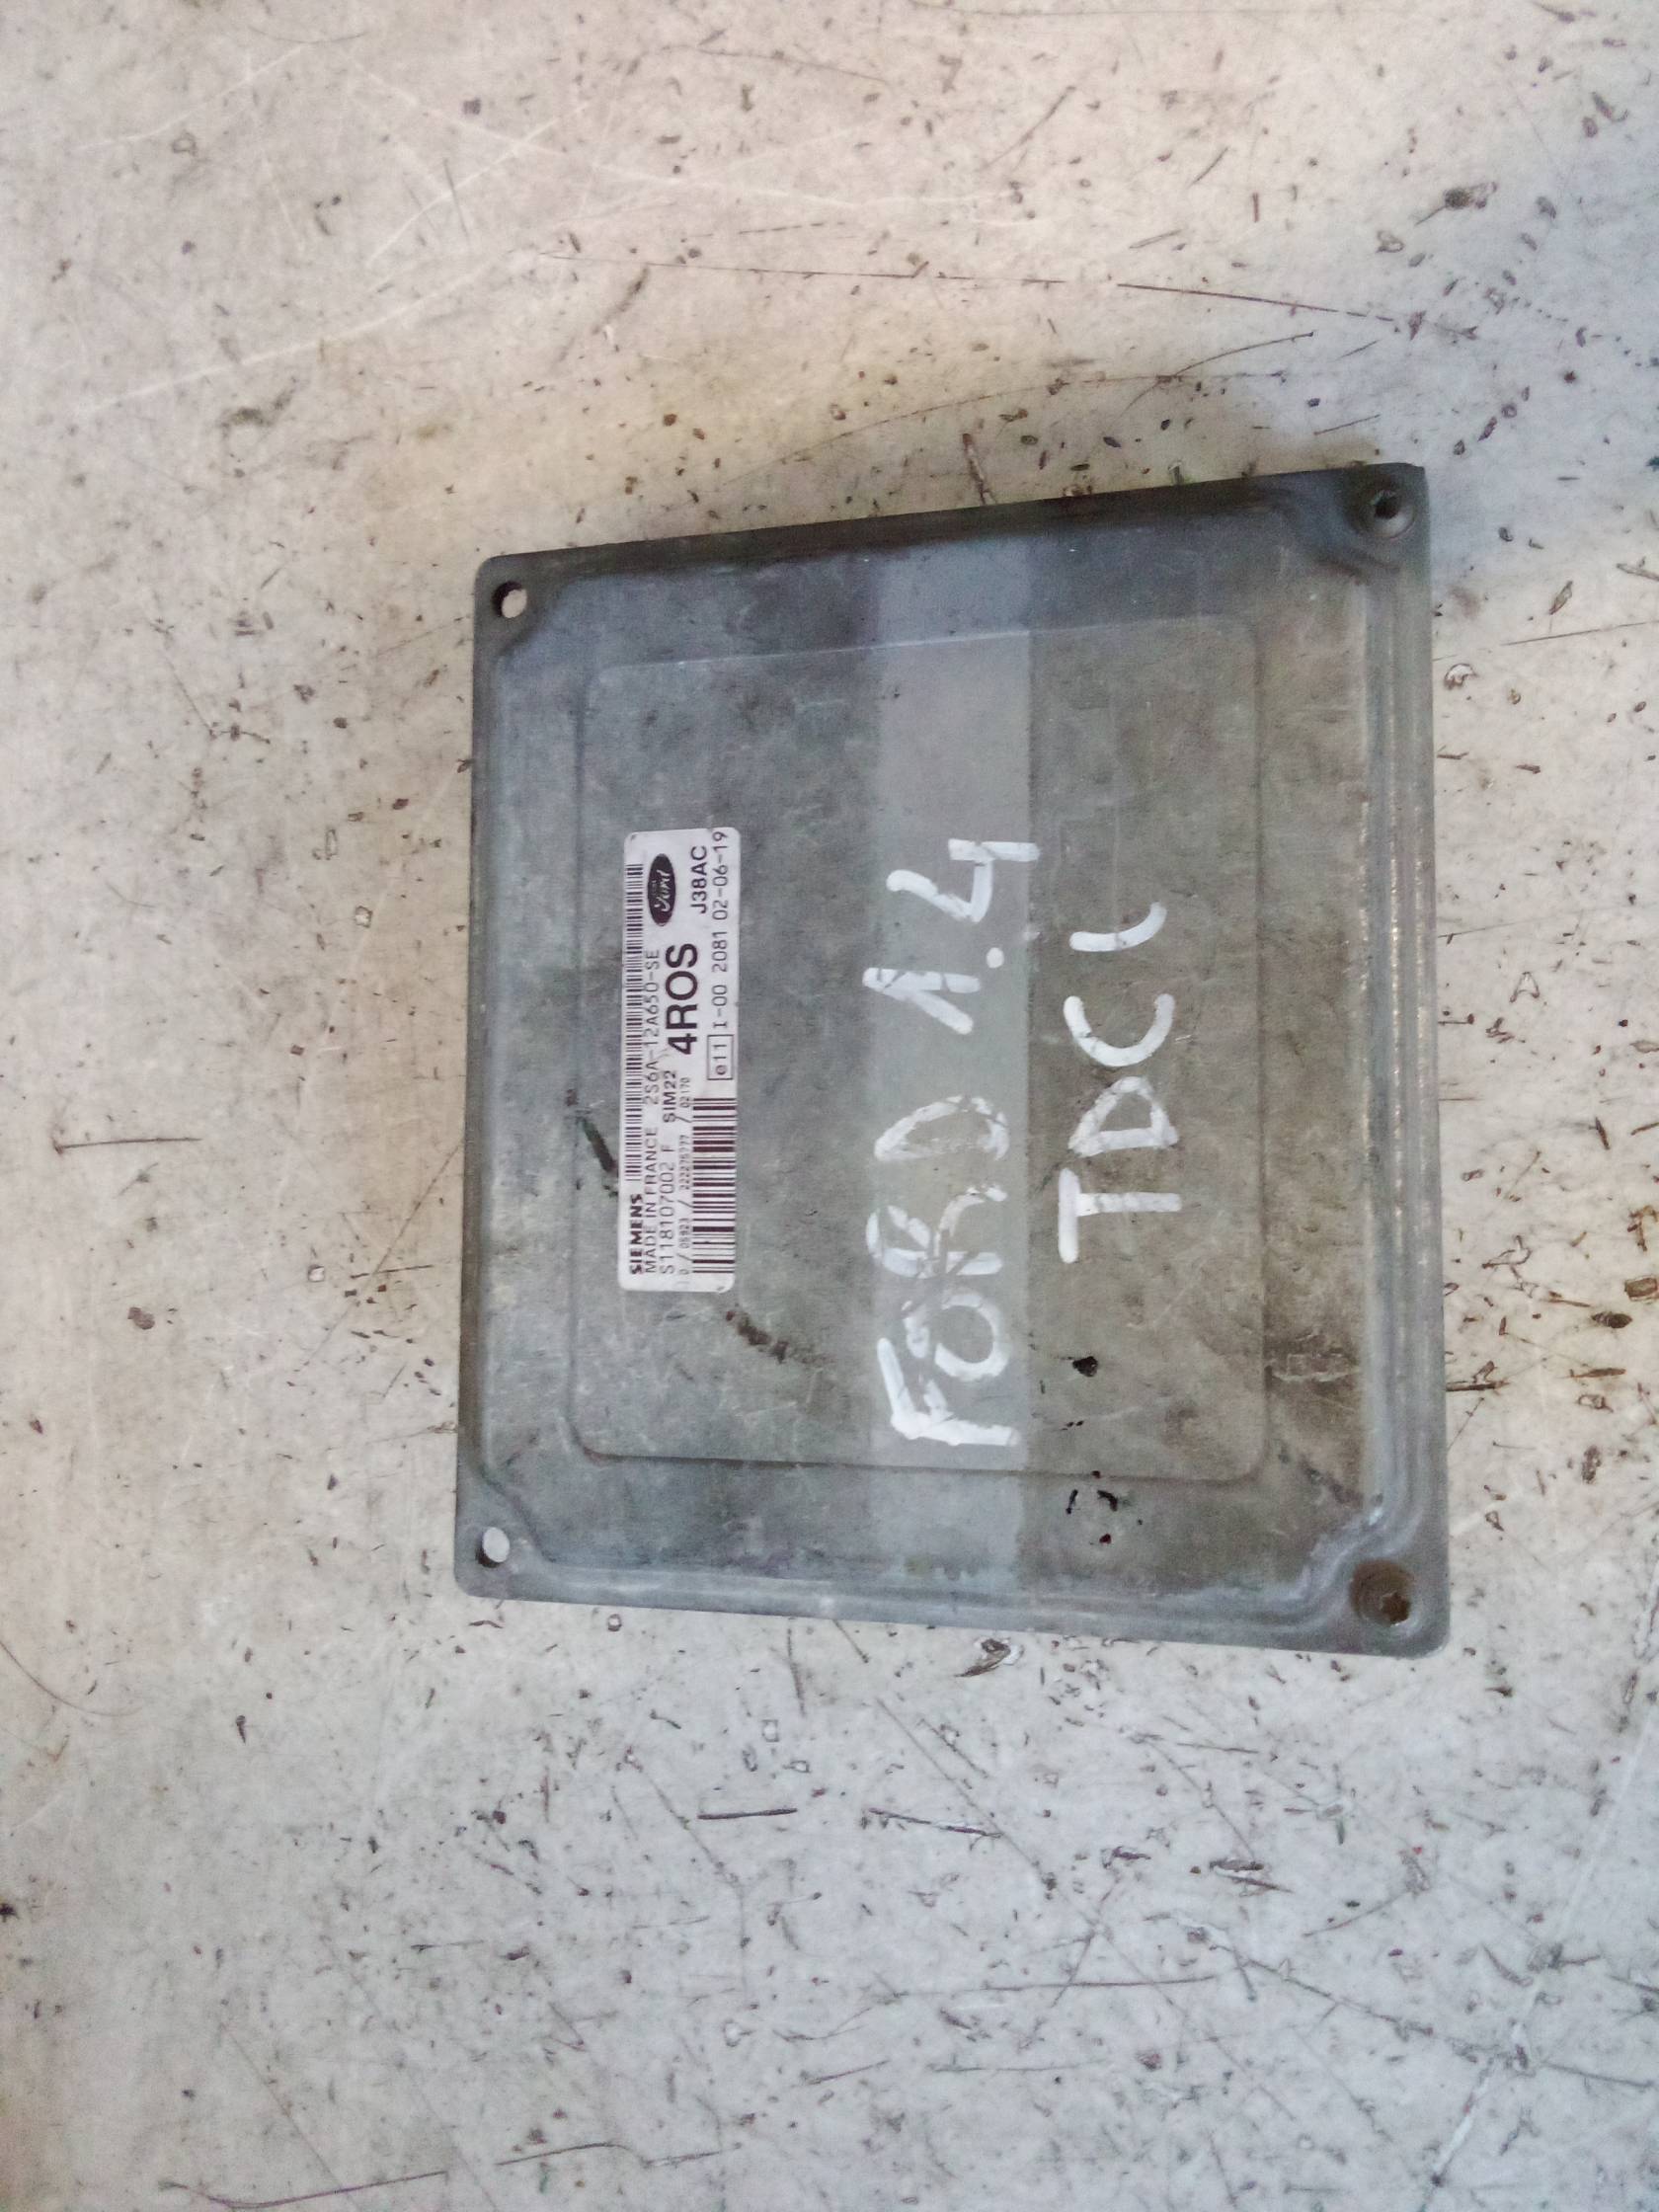 SIEMENS
MADE IN FRANCE 2S6A-12A650-SE
Ford
S118107002 F SIM22 4ROS J38AC
e11 I-00 2081 02-06-19
FORD 1.4
TDCI